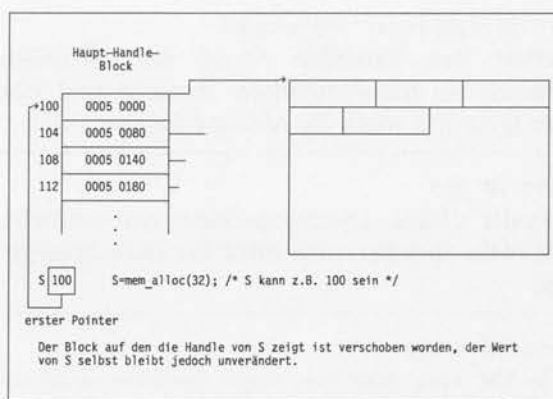 Haupt-Handle-
Block
100 0005 0000
104 0005 0080
108 0005 0140
112 0005 0180
.
.
S 100 S=mem_alloc(32); /* S kann z.B. 100 sein */
erster Pointer
Der Block auf den die Handle von S zeigt ist verschoben worden, der Wert
von S selbst bleibt jedoch unverändert.